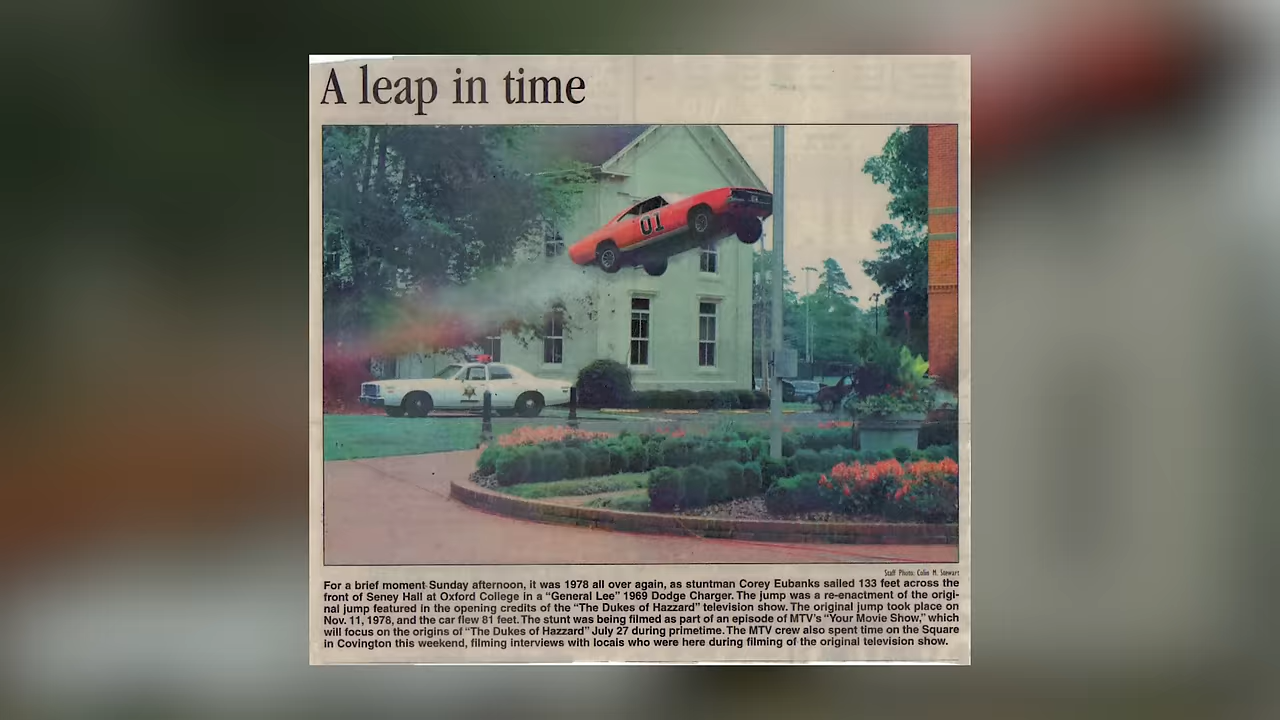 A leap in time
01
Staff Photo: Colin M. Stewart
For a brief moment Sunday afternoon, it was 1978 all over again, as stuntman Corey Eubanks sailed 133 feet across the
front of Seney Hall at Oxford College in a “General Lee” 1969 Dodge Charger. The jump was a re-enactment of the origi-
nal jump featured in the opening credits of the “The Dukes of Hazzard” television show. The original jump took place on
Nov. 11, 1978, and the car flew 81 feet. The stunt was being filmed as part of an episode of MTV’s “Your Movie Show,” which
will focus on the origins of “The Dukes of Hazzard” July 27 during primetime. The MTV crew also spent time on the Square
in Covington this weekend, filming interviews with locals who were here during filming of the original television show.